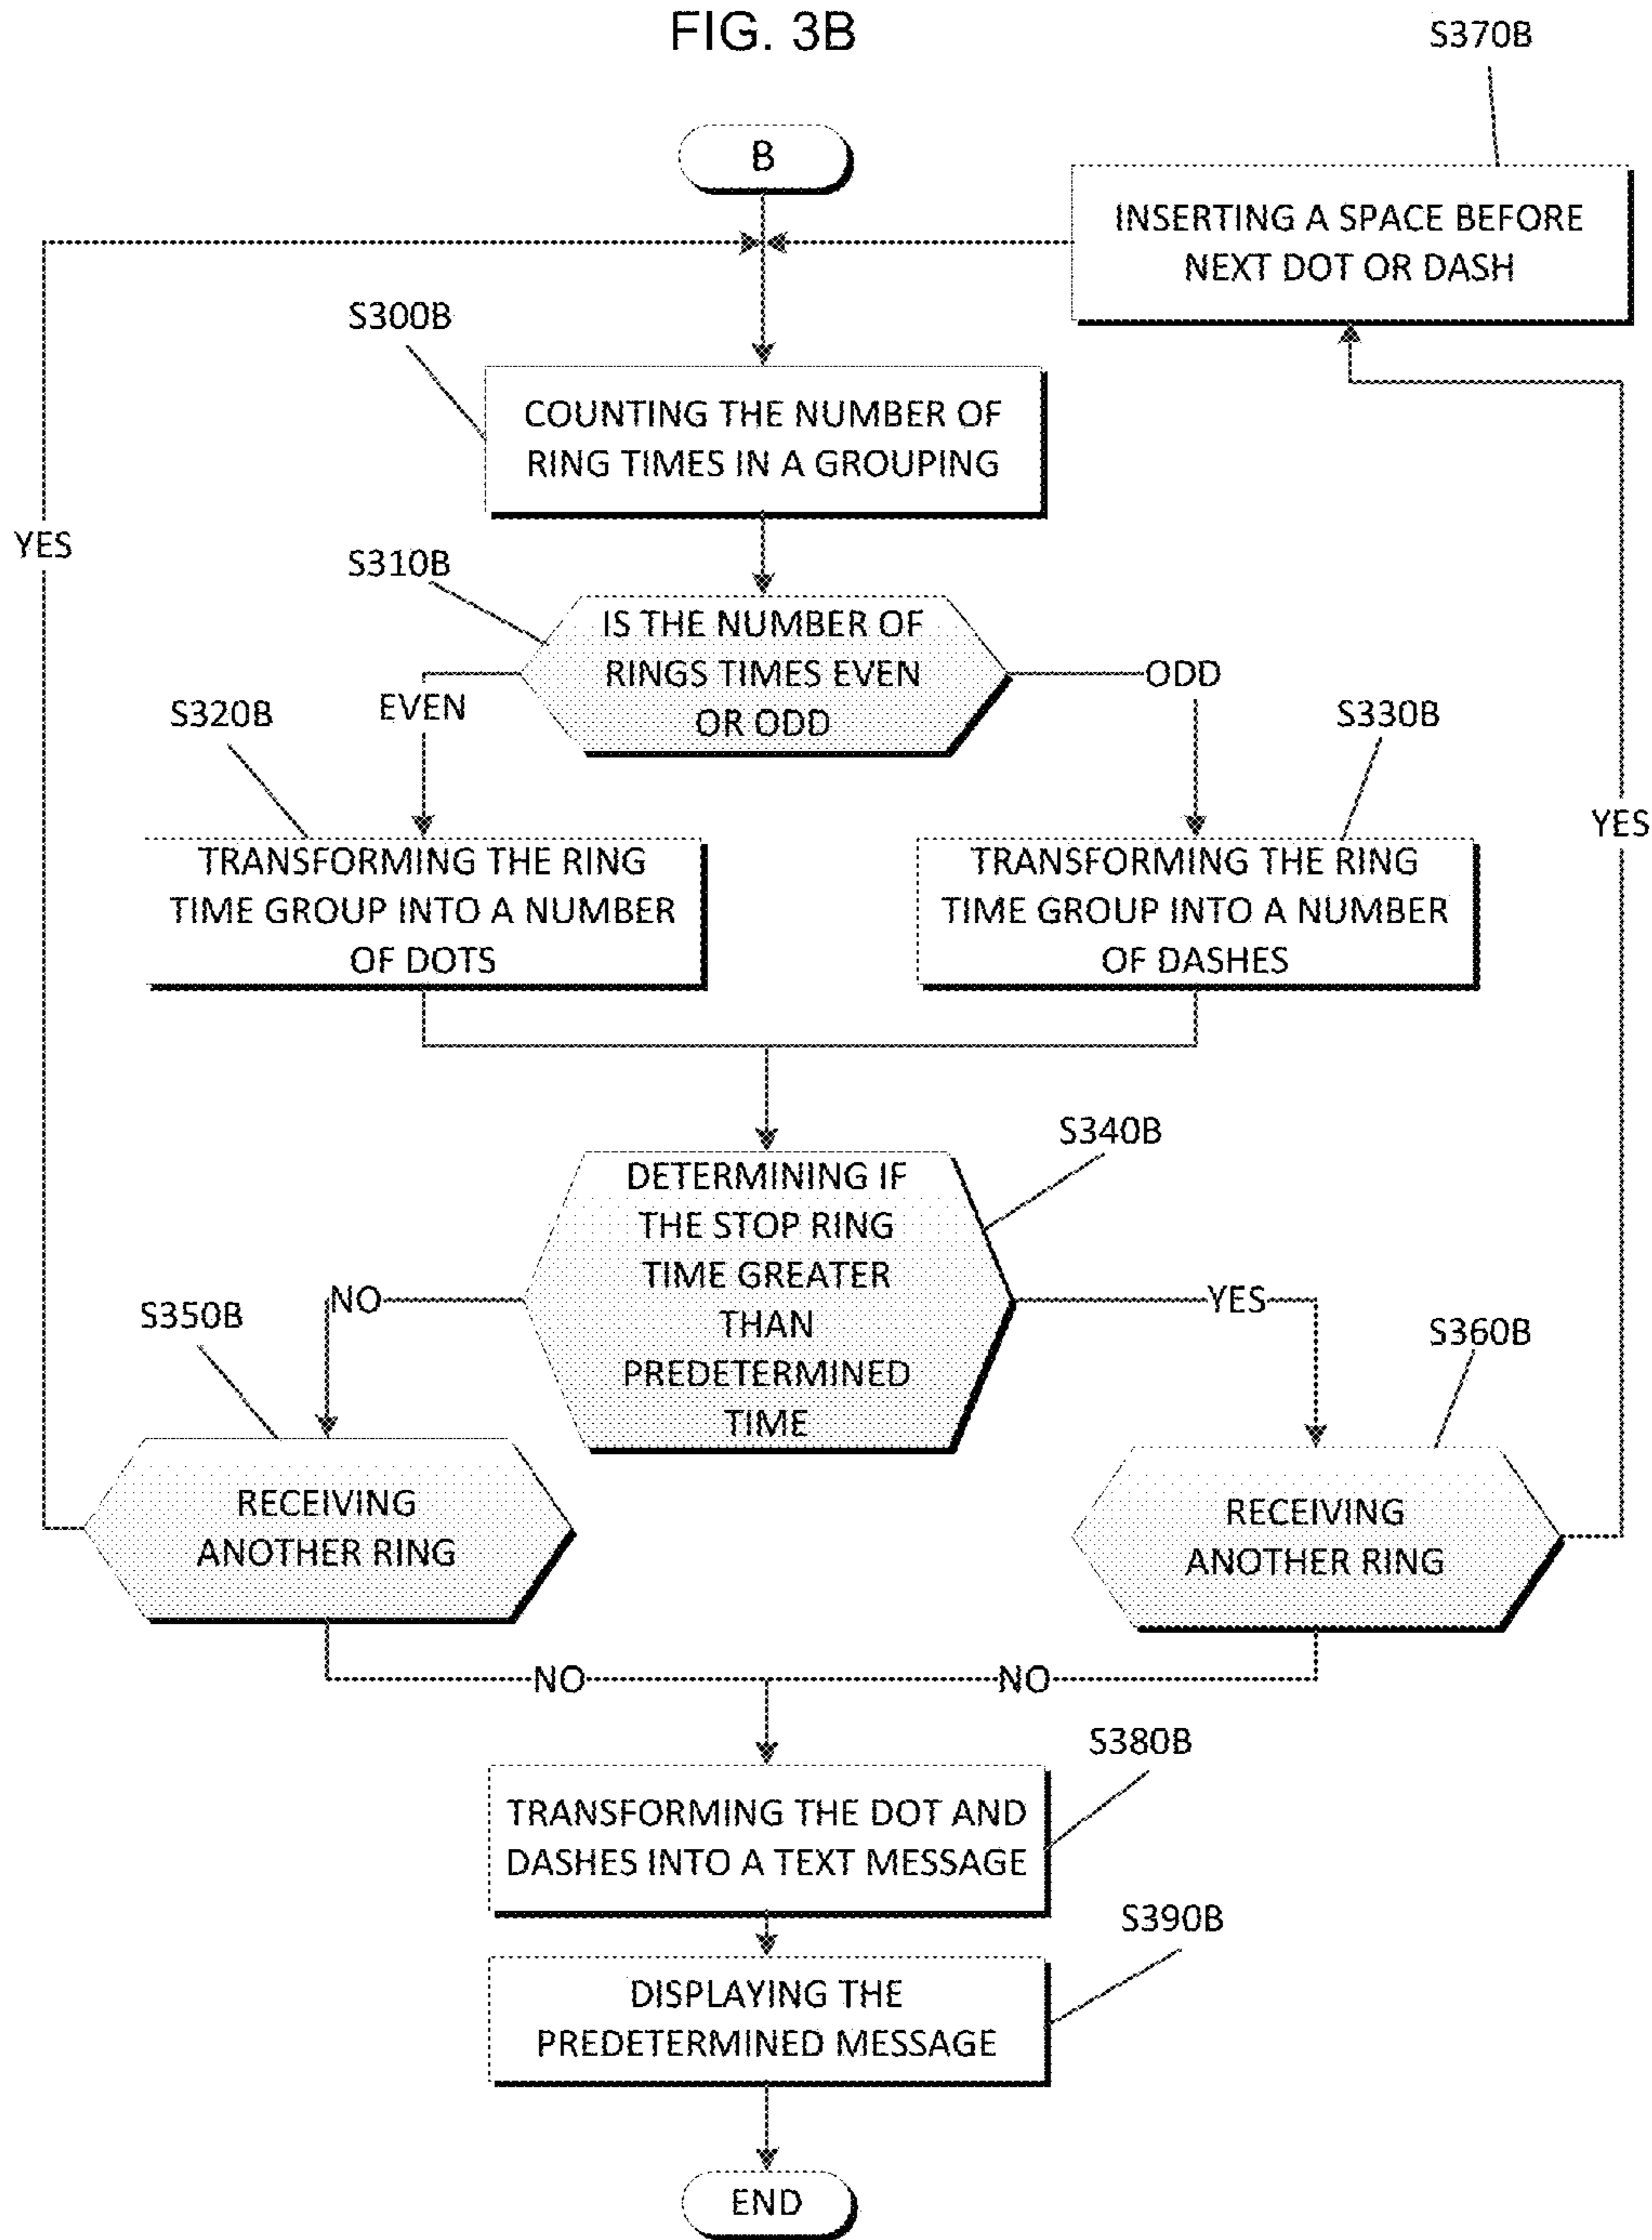 FIG. 3B
S370B
B
INSERTING A SPACE BEFORE
NEXT DOT OR DASH
S300B
COUNTING THE NUMBER OF
RING TIMES IN A GROUPING
YES
S310B
IS THE NUMBER OF
RINGS TIMES EVEN
OR ODD
EVEN
ODD
S320B
S330B
YES
TRANSFORMING THE RING
TIME GROUP INTO A NUMBER
OF DOTS
TRANSFORMING THE RING
TIME GROUP INTO A NUMBER
OF DASHES
S340B
DETERMINING IF
THE STOP RING
TIME GREATER
THAN
PREDETERMINED
TIME
NO
YES
S350B
S360B
RECEIVING
ANOTHER RING
RECEIVING
ANOTHER RING
NO
NO
S380B
TRANSFORMING THE DOT AND
DASHES INTO A TEXT MESSAGE
S390B
DISPLAYING THE
PREDETERMINED MESSAGE
END